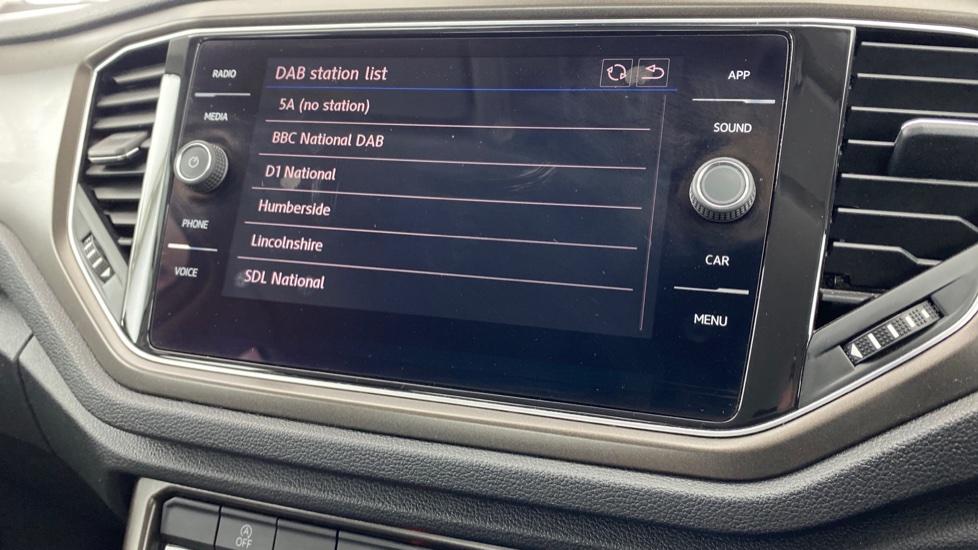 RADIO
MEDIA
PHONE
VOICE
DAB station list
5A (no station)
BBC National DAB
D1 National
Humberside
Lincolnshire
SDL National
APP
SOUND
CAR
MENU
A
OFF